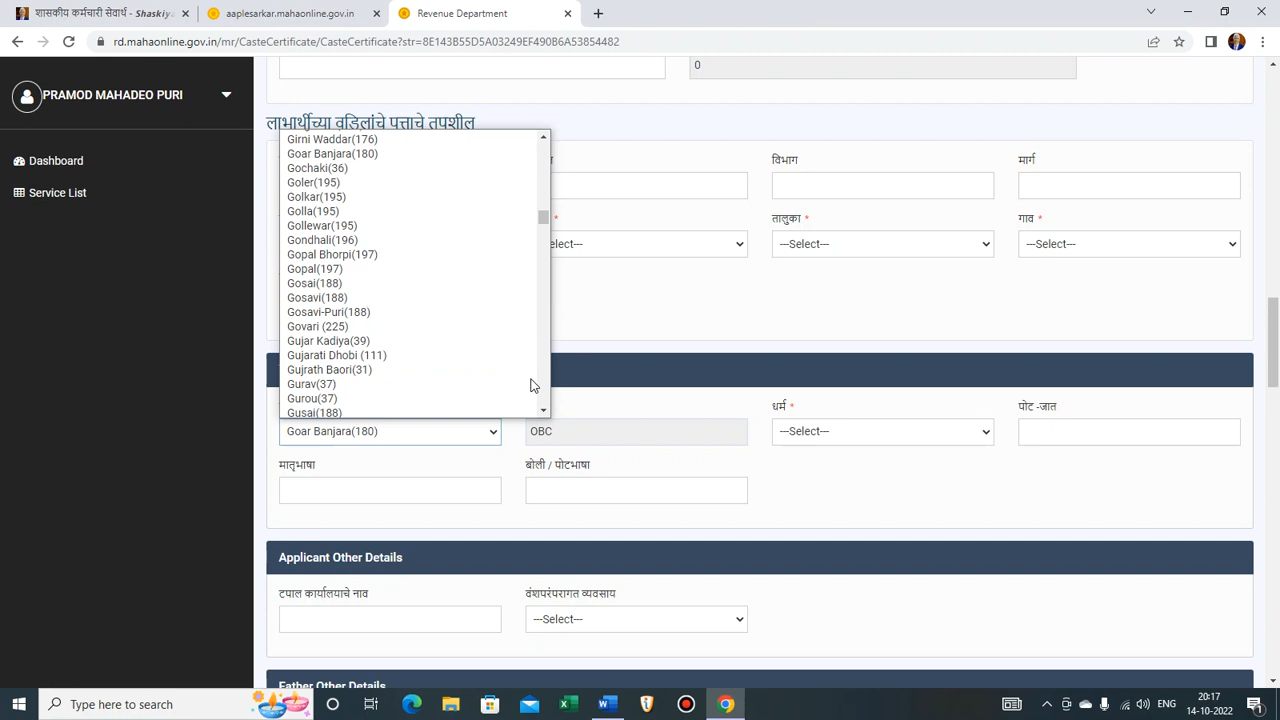 शासकीय कर्मचारी सेवार्थ - Shaskiy
aaplesarkar.mahaonline.gov.in
Revenue Department
rd.mahaonline.gov.in/mr/CasteCertificate/CasteCertificate?str=8E143B55D5A03249EF490B6A53854482
PRAMOD MAHADEO PURI
0
Dashboard
Service List
लाभार्थीच्या वडिलांचे पत्ताचे तपशील
विभाग
मार्ग
* तालुका * गाव *
elect---
---Select---
---Select---
Girni Waddar(176)
Goar Banjara(180)
Gochaki(36)
Goler(195)
Golkar(195)
Golla(195)
Gollewar(195)
Gondhali(196)
Gopal Bhorpi(197)
Gopal(197)
Gosai(188)
Gosavi(188)
Gosavi-Puri(188)
Govari (225)
Gujar Kadiya(39)
Gujarati Dhobi (111)
Gujrath Baori(31)
Gurav(37)
Gurou(37)
Gusai(188)
धर्म * पोट -जात
Goar Banjara(180)
OBC
---Select---
मातृभाषा
बोली / पोटभाषा
Applicant Other Details
टपाल कार्यालयाचे नाव
वंशपरंपरागत व्यवसाय
---Select---
Father Other Details
Type here to search
ENG
20:17
14-10-2022
1